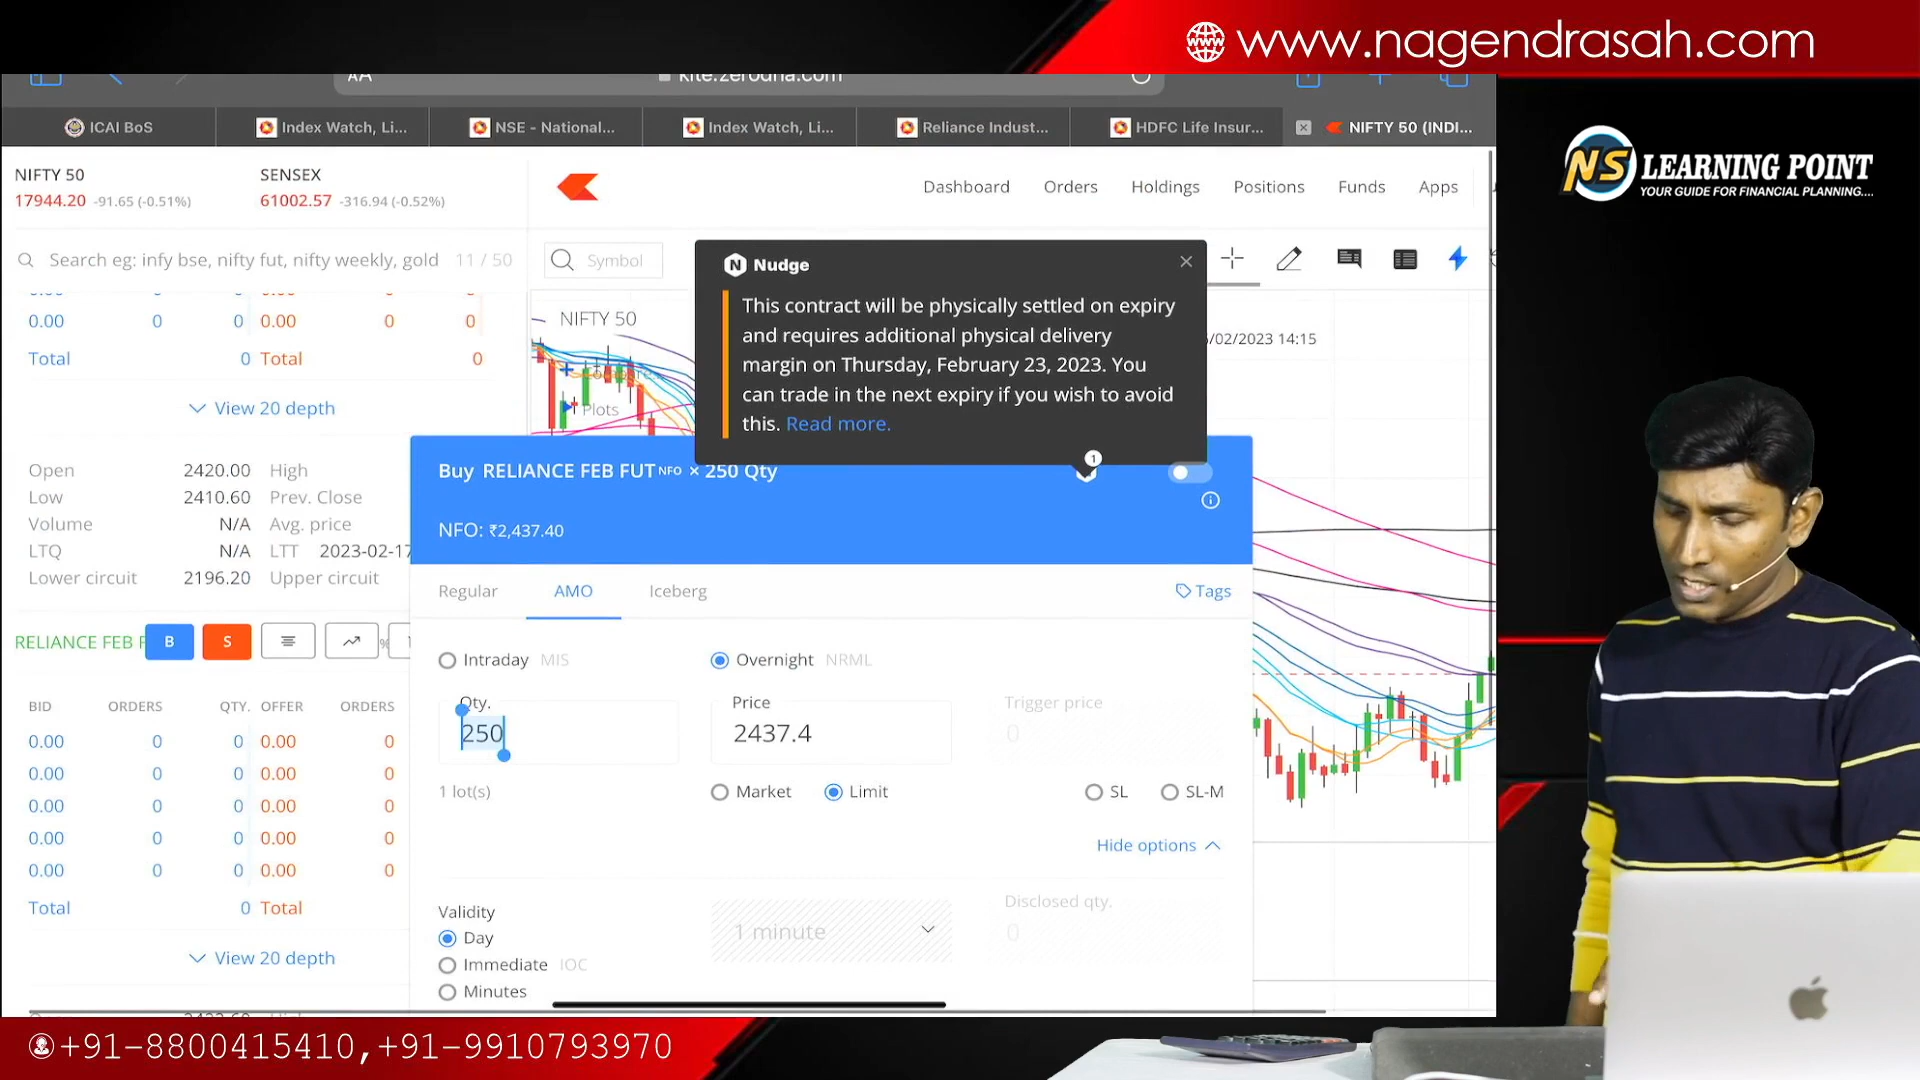 www.nagendrasah.com
AA
kite.zerodha.com
ICAI BoS
Index Watch, Li...
NSE - National...
Index Watch, Li...
Reliance Indust...
HDFC Life Insur...
NIFTY 50 (INDI...
NS LEARNING POINT
YOUR GUIDE FOR FINANCIAL PLANNING....
NIFTY 50
17944.20 -91.65 (-0.51%)
SENSEX
61002.57 -316.94 (-0.52%)
Dashboard Orders Holdings Positions Funds Apps
Search eg: infy bse, nifty fut, nifty weekly, gold 11 / 50
Symbol
N Nudge
This contract will be physically settled on expiry
and requires additional physical delivery
margin on Thursday, February 23, 2023. You
can trade in the next expiry if you wish to avoid
this. Read more.
NIFTY 50
/02/2023 14:15
Plots
0.00 0 0 0.00 0 0
0.00 0 0 0.00 0 0
Total 0 Total 0
View 20 depth
Open 2420.00 High
Low 2410.60 Prev. Close
Volume N/A Avg. price
LTQ N/A LTT 2023-02-17
Lower circuit 2196.20 Upper circuit
RELIANCE FEB F B S %
BID ORDERS QTY. OFFER ORDERS
0.00 0 0 0.00 0
0.00 0 0 0.00 0
0.00 0 0 0.00 0
0.00 0 0 0.00 0
0.00 0 0 0.00 0
Total 0 Total
View 20 depth
Buy RELIANCE FEB FUT NFO × 250 Qty
1
NFO: ₹2,437.40
Regular AMO Iceberg
Tags
Intraday MIS
Overnight NRML
Qty.
250
Price
2437.4
Trigger price
0
1 lot(s)
Market Limit
SL SL-M
Hide options
Validity
Day
Immediate IOC
Minutes
1 minute
Disclosed qty.
0
+91-8800415410,+91-9910793970